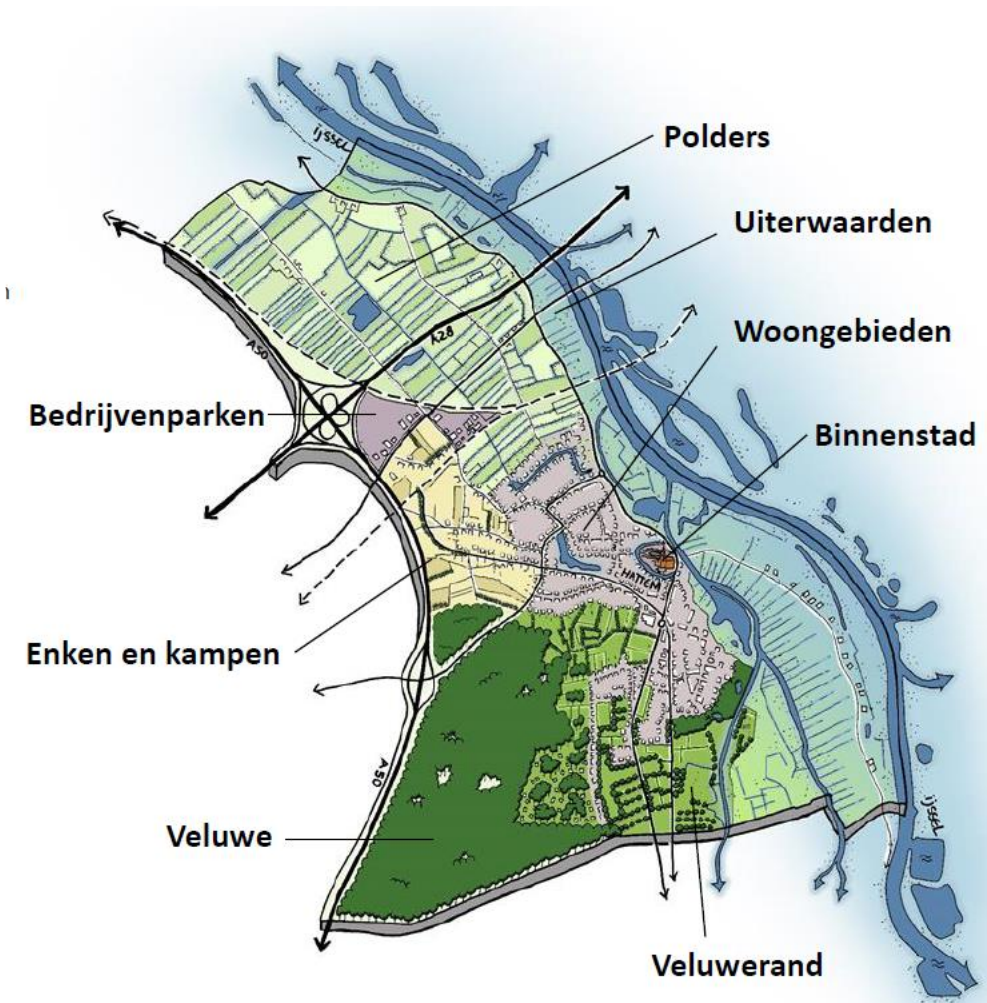 ijssel
Polders
Uiterwaarden
A28
A50
Woongebieden
Bedrijvenparken
Binnenstad
HATTEM
Enken en kampen
A50
ijssel
Veluwe
Veluwerand